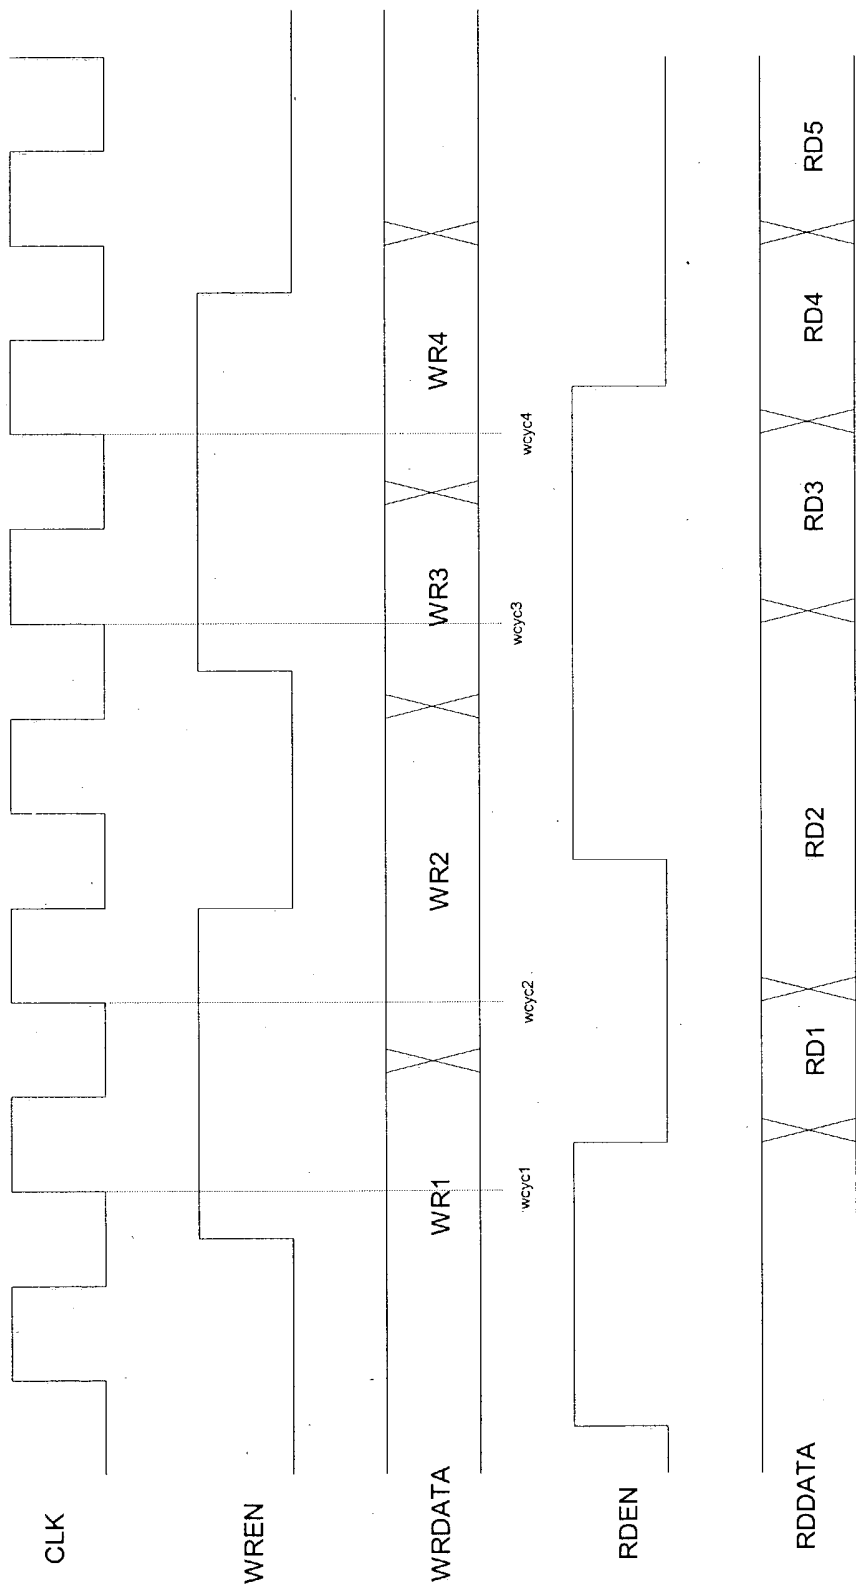 CLK
WREN
WRDATA
WR1
WR2
WR3
WR4
wcyc1
wcyc2
wcyc3
wcyc4
RDEN
RDDATA
RD1
RD2
RD3
RD4
RD5